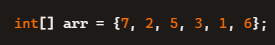 int[] arr = {7, 2, 5, 3, 1, 6};